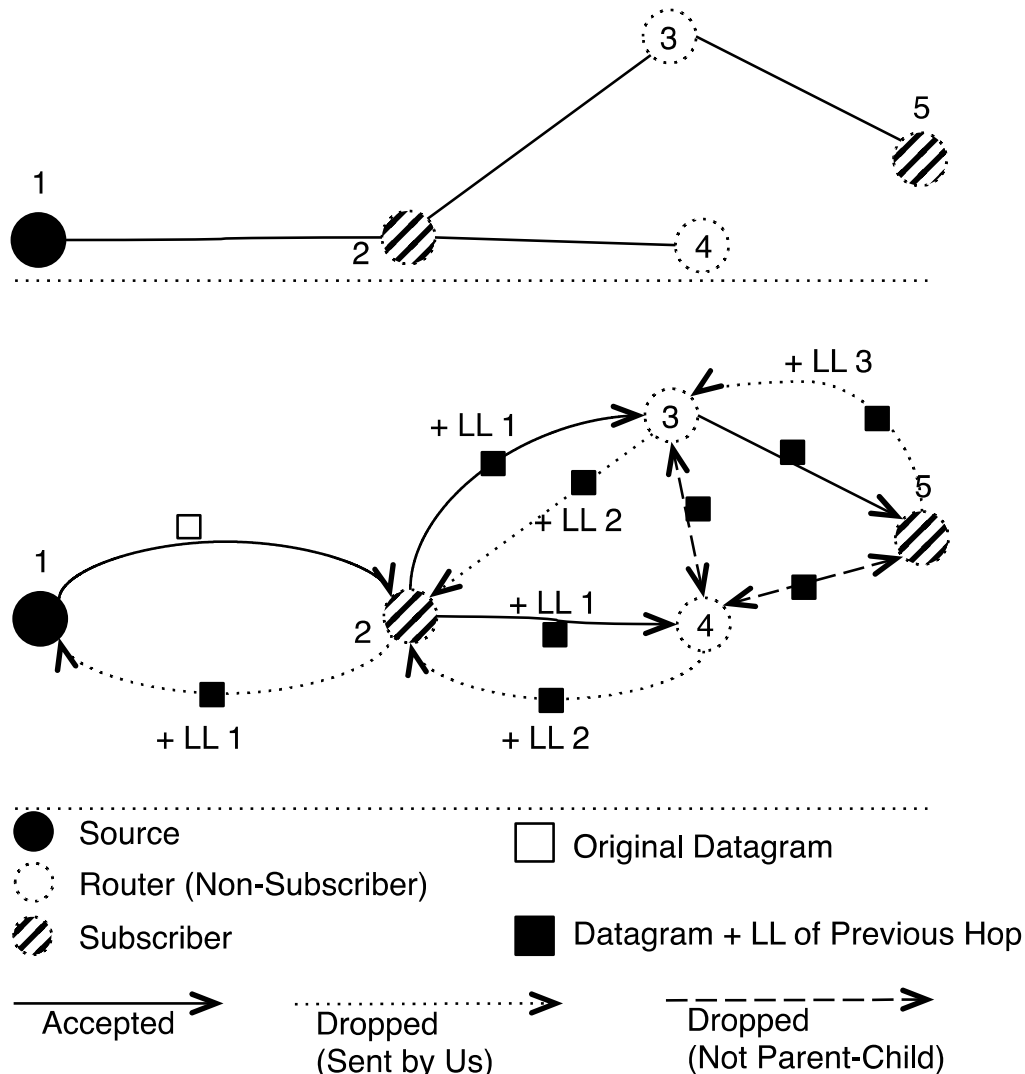 3
5
1
2
4
+ LL 3
+ LL 1
3
+ LL 2
5
1
+ LL 1
2
4
+ LL 1
+ LL 2
Source
Original Datagram
Router (Non-Subscriber)
Subscriber
Datagram + LL of Previous Hop
Accepted
Dropped
(Sent by Us)
Dropped
(Not Parent-Child)